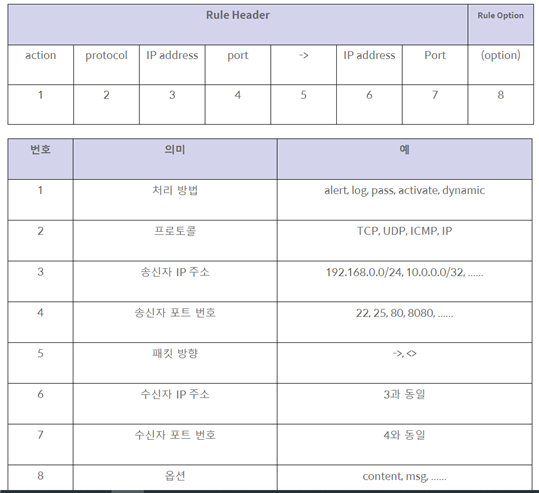 Rule Header Rule Option
action protocol IP address port -> IP address Port (option)
1 2 3 4 5 6 7 8
번호 의미 예
1 처리 방법 alert, log, pass, activate, dynamic
2 프로토콜 TCP, UDP, ICMP, IP
3 송신자 IP 주소 192.168.0.0/24, 10.0.0.0/32, ......
4 송신자 포트 번호 22, 25, 80, 8080, ......
5 패킷 방향 ->, <>
6 수신자 IP 주소 3과 동일
7 수신자 포트 번호 4와 동일
8 옵션 content, msg, ......